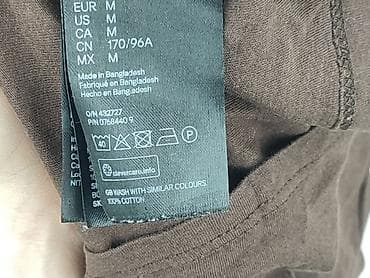 EUR M
US M
CA M
CN 170/96A
MX M
Made in Bangladesh
Fabriqué en Bangladesh
Hecho en Bangladesh
O/N 432727
P/N 0768440 9
40
P
clevercare.info
GB WASH WITH SIMILAR COLOURS.
100% COTTON